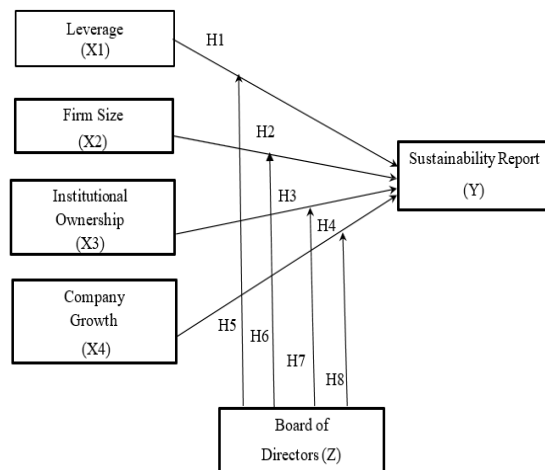 Leverage
(X1)
H1
Firm Size
(X2)
H2
Sustainability Report
(Y)
Institutional
Ownership
(X3)
H3
H4
Company
Growth
(X4)
H5
H6
H7
H8
Board of
Directors (Z)